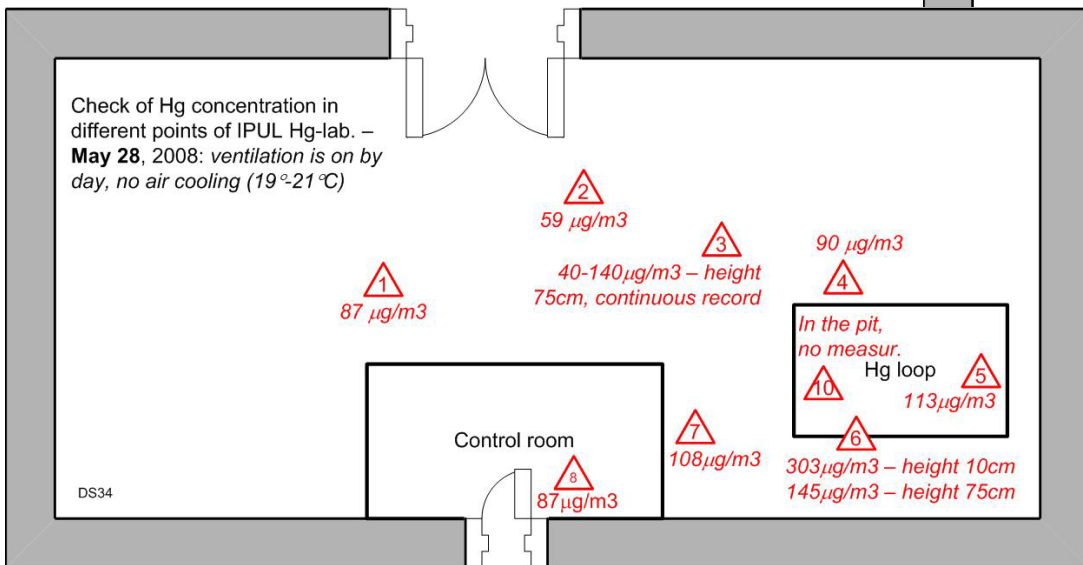 Check of Hg concentration in
different points of IPUL Hg-lab. –
May 28, 2008: ventilation is on by
day, no air cooling (19°-21°C)
2
59 µg/m3
3
40-140µg/m3 – height
75cm, continuous record
90 µg/m3
4
1
87 µg/m3
In the pit,
no measur.
Hg loop
10
5
113µg/m3
6
303µg/m3 – height 10cm
145µg/m3 – height 75cm
7
108µg/m3
Control room
8
87µg/m3
DS34